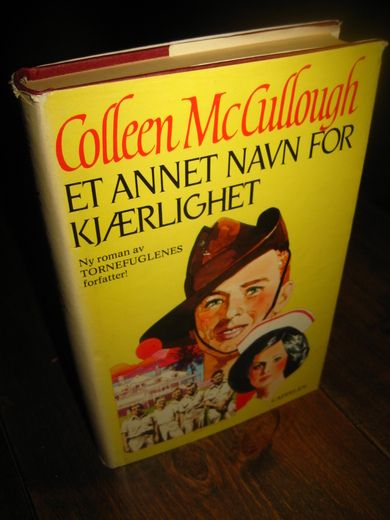 Colleen McCullough
ET ANNET NAVN FOR
KJÆRLIGHET
Ny roman av
TORNEFUGLENES
forfatter!
CAPPELEN